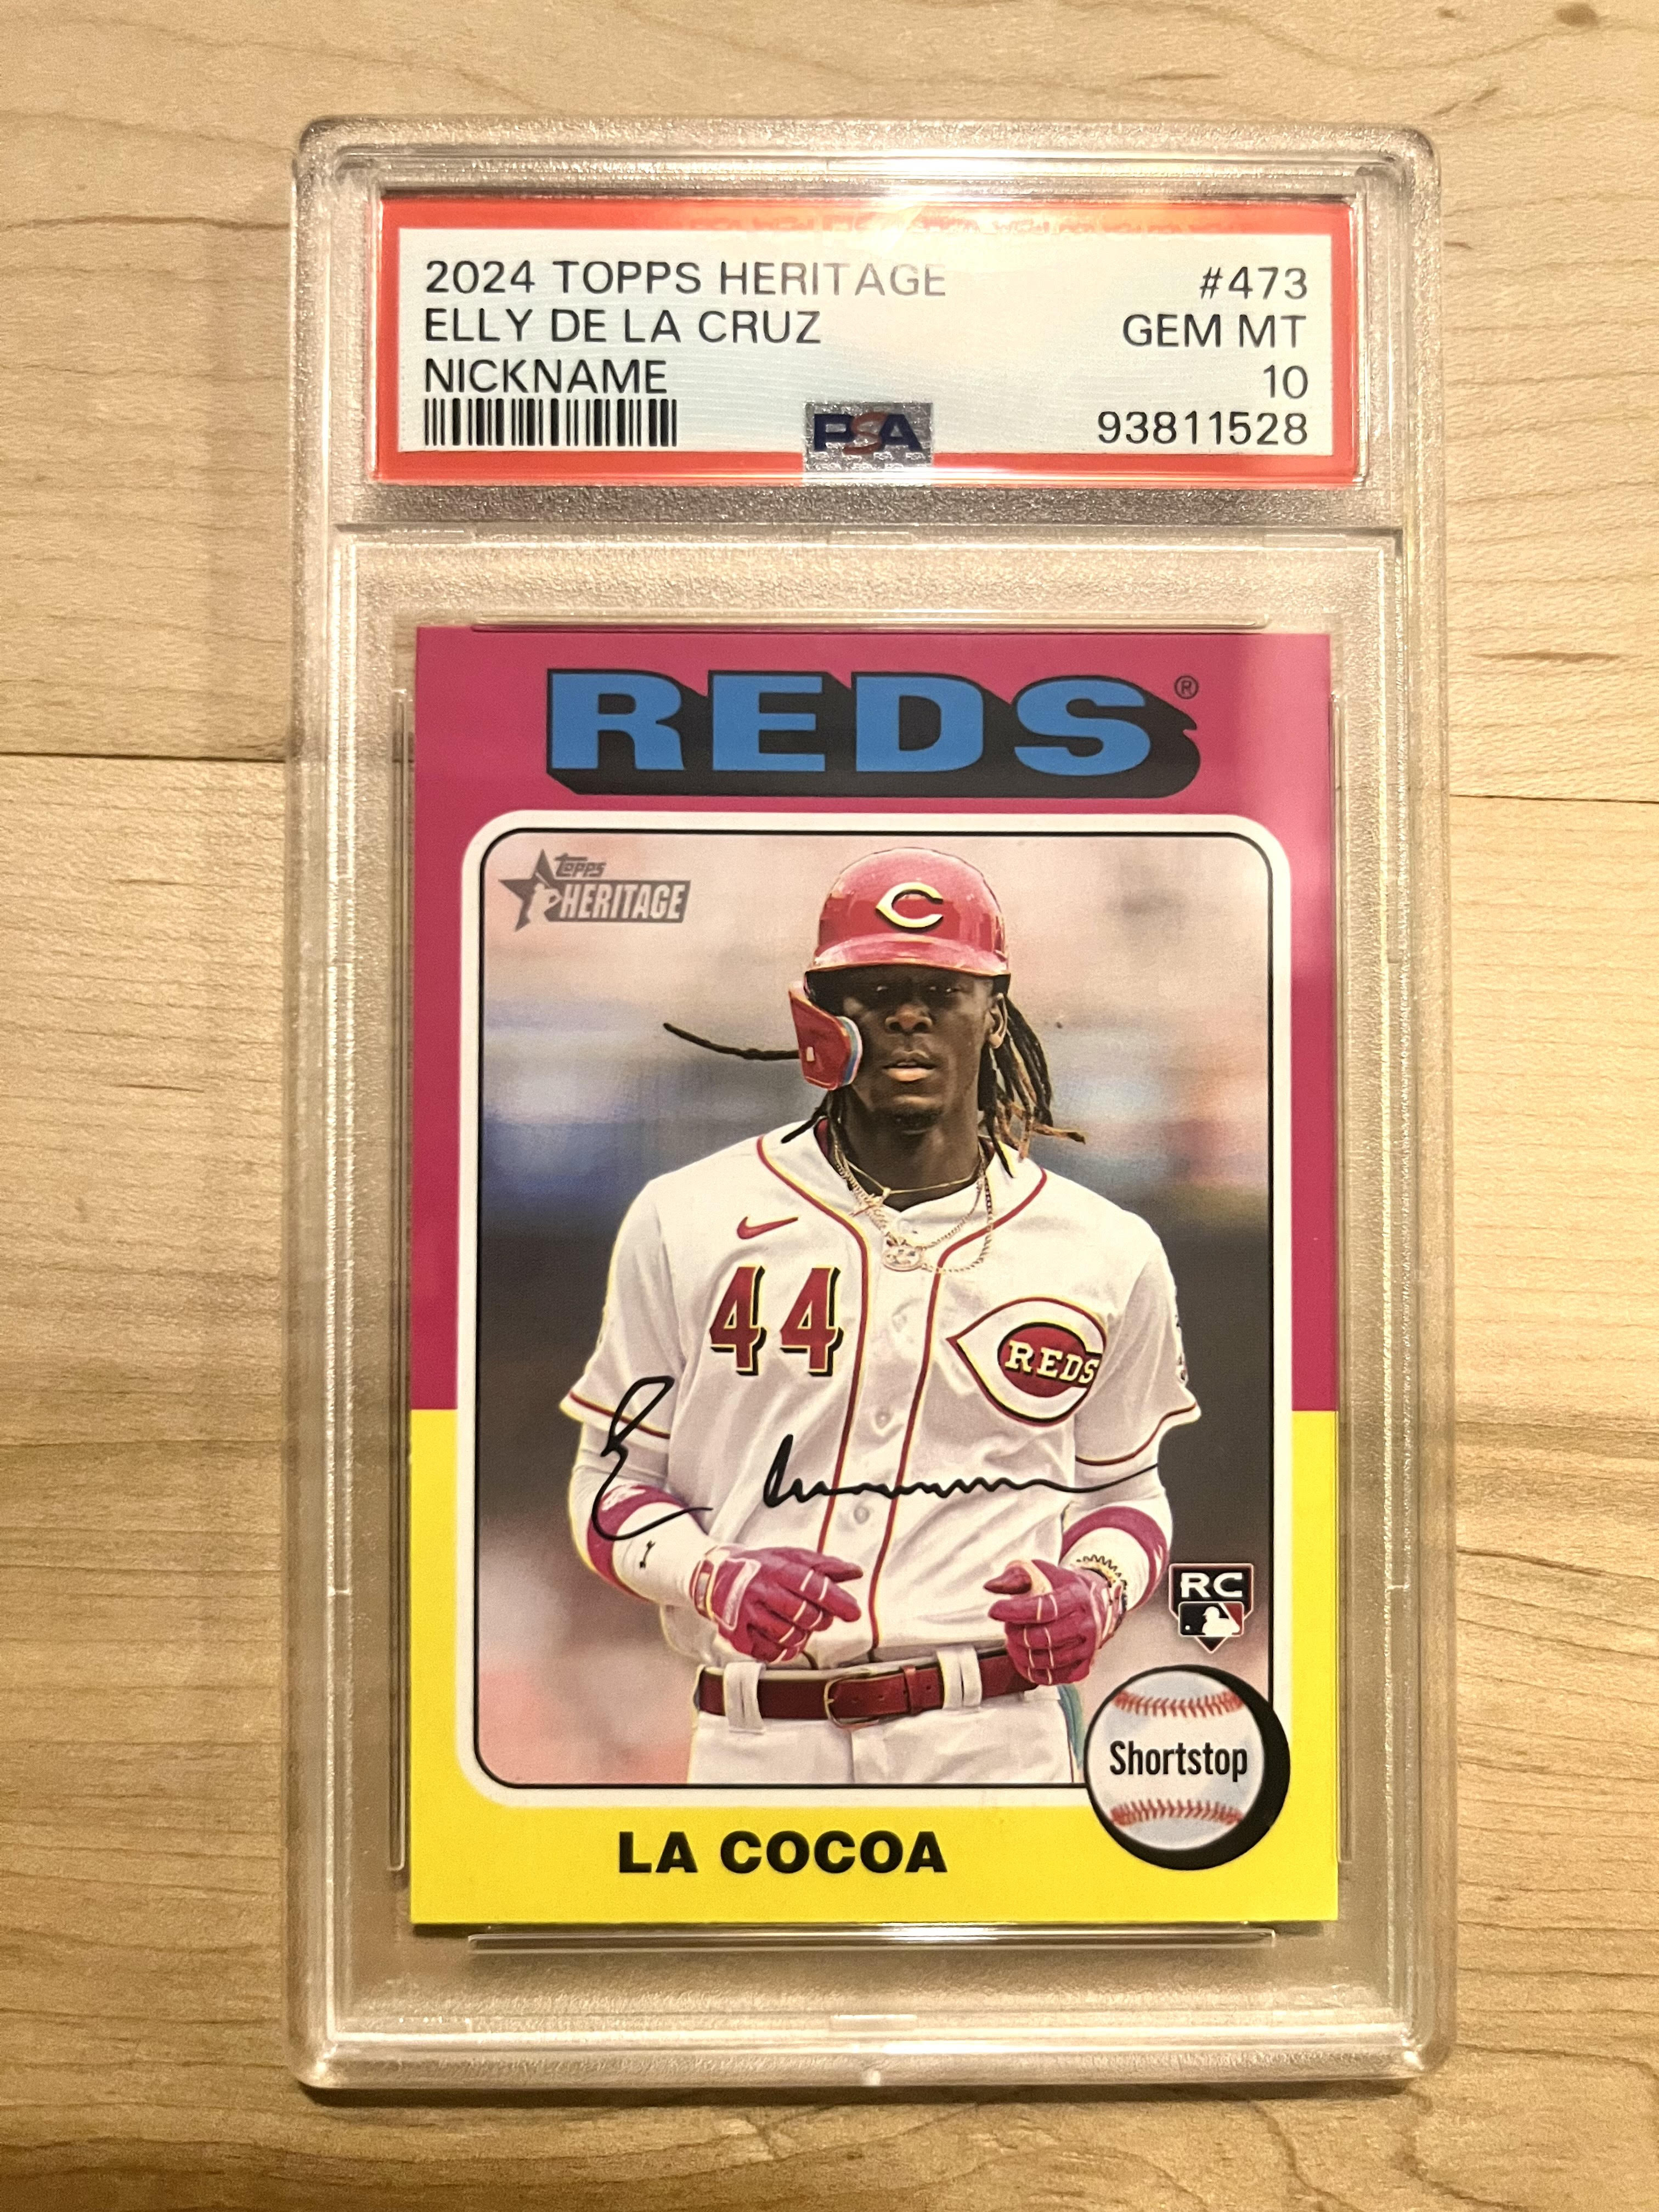 2024 TOPPS HERITAGE #473
ELLY DE LA CRUZ GEM MT
NICKNAME 10
93811528
PSA
REDS®
topps
HERITAGE
C
44
REDS
RC
Shortstop
LA COCOA